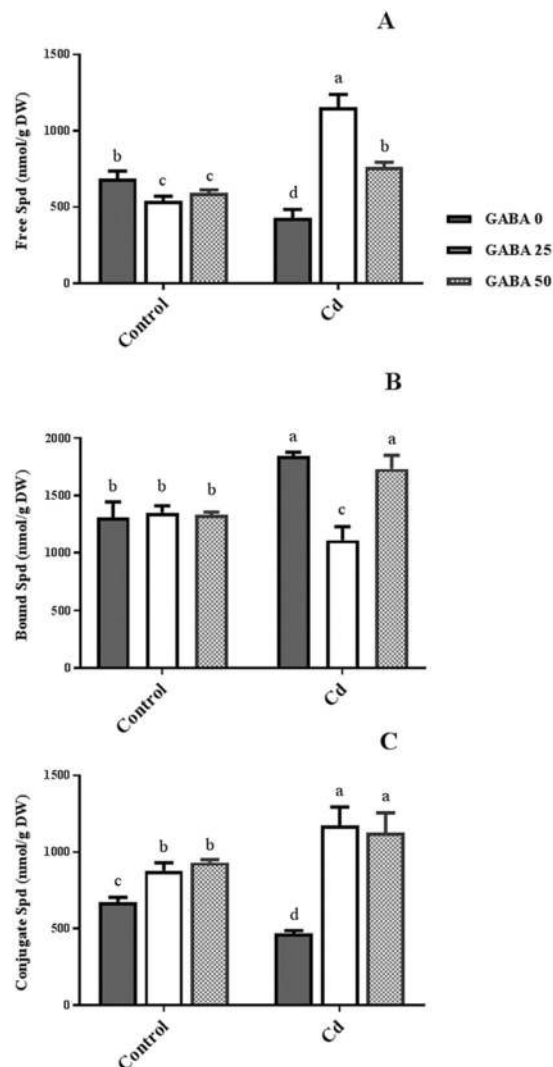 A
Free Spd (nmol/g DW)
1500
1000
500
0
b
c
c
d
a
b
Control
Cd
GABA 0
GABA 25
GABA 50
B
Bound Spd (nmol/g DW)
2000
1500
1000
500
0
b
b
b
a
c
a
Control
Cd
C
Conjugate Spd (nmol/g DW)
1500
1000
500
0
c
b
b
d
a
a
Control
Cd